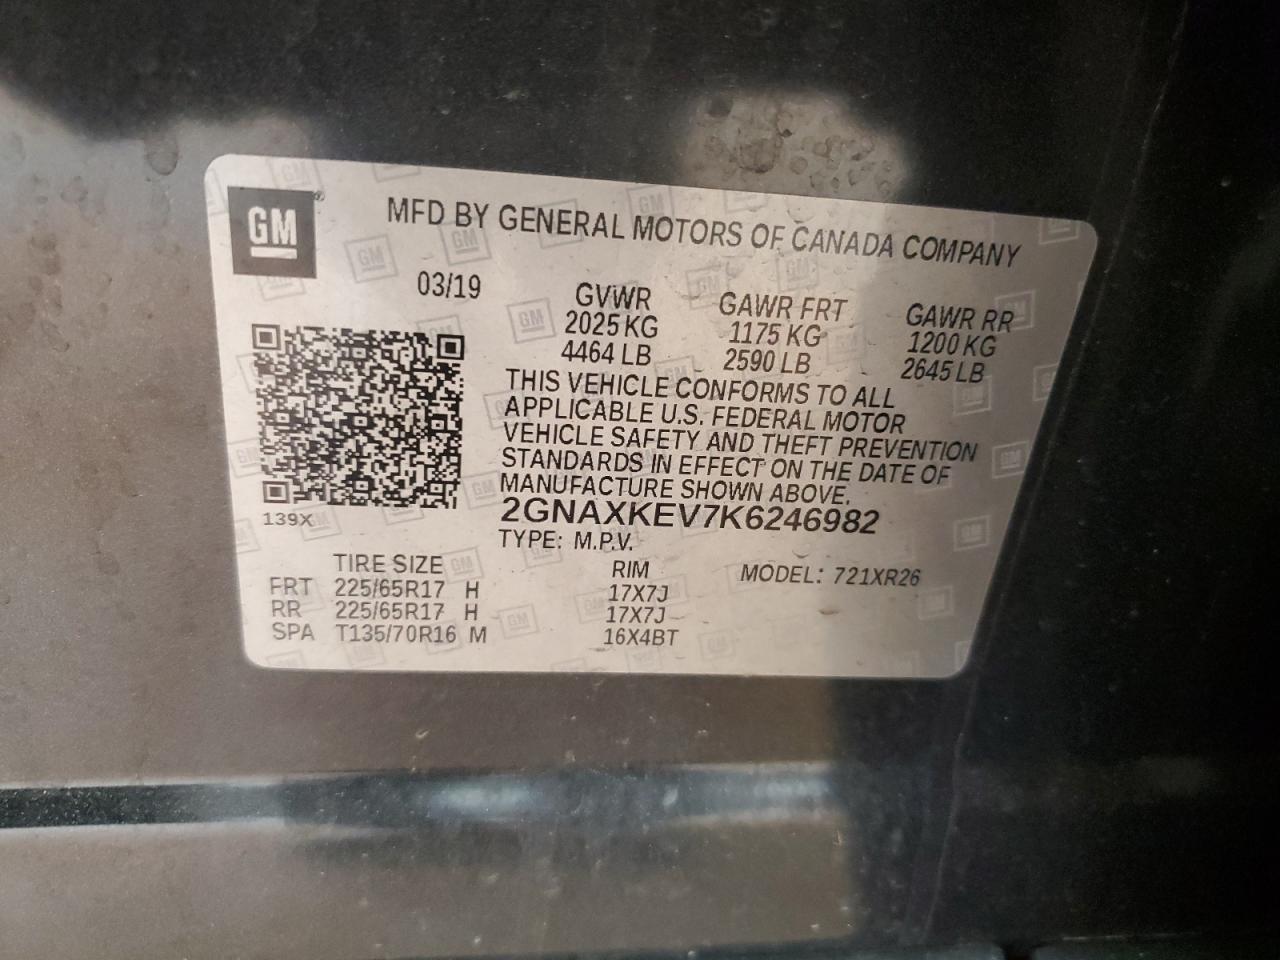 GM®
MFD BY GENERAL MOTORS OF CANADA COMPANY
03/19
GVWR
2025 KG
4464 LB
GAWR FRT
1175 KG
2590 LB
GAWR RR
1200 KG
2645 LB
THIS VEHICLE CONFORMS TO ALL
APPLICABLE U.S. FEDERAL MOTOR
VEHICLE SAFETY AND THEFT PREVENTION
STANDARDS IN EFFECT ON THE DATE OF
MANUFACTURE SHOWN ABOVE.
2GNAXKEV7K6246982
139X
TYPE: M.P.V.
TIRE SIZE RIM MODEL: 721XR26
FRT 225/65R17 H 17X7J
RR 225/65R17 H 17X7J
SPA T135/70R16 M 16X4BT